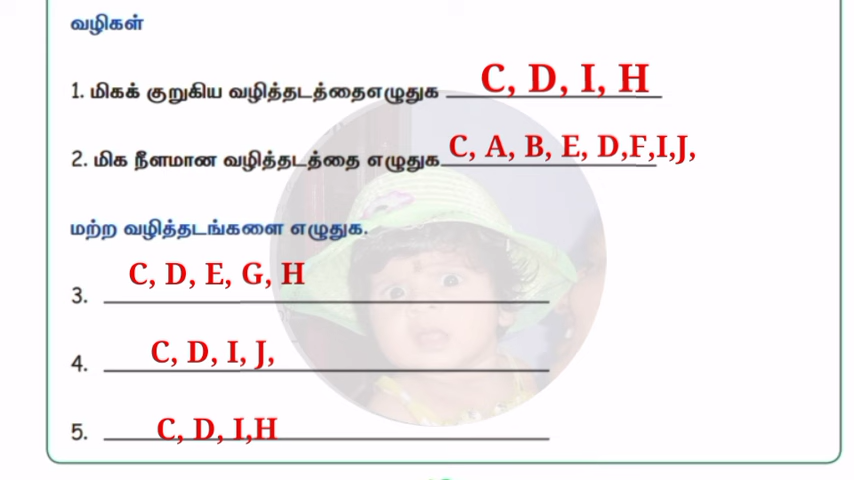 வழிகள்
1. மிகக் குறுகிய வழித்தடத்தைஎழுதுக C, D, I, H
2. மிக நீளமான வழித்தடத்தை எழுதுக C, A, B, E, D,F,I,J,
மற்ற வழித்தடங்களை எழுதுக.
3. C, D, E, G, H
4. C, D, I, J,
5. C, D, I,H